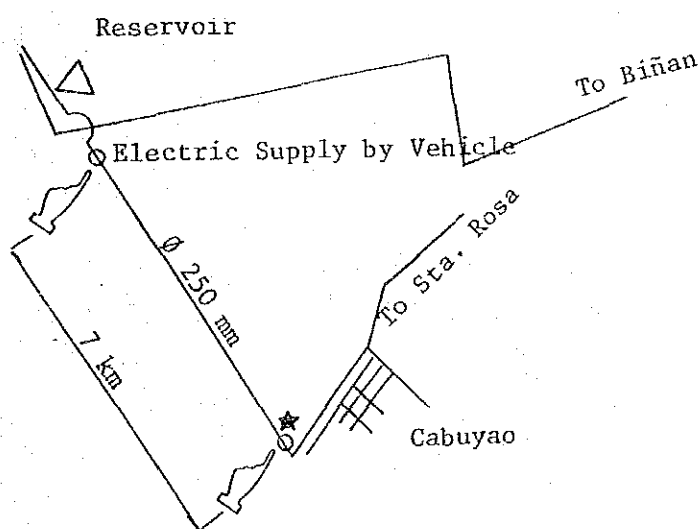 Reservoir
To Biñan
Electric Supply by Vehicle
Ø 250 mm
To Sta. Rosa
7 km
Cabuyao